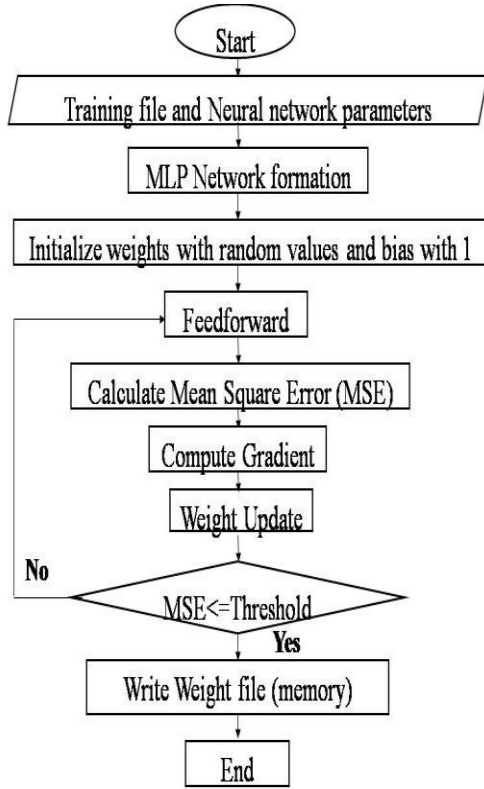 Start
Training file and Neural network parameters
MLP Network formation
Initialize weights with random values and bias with 1
Feedforward
Calculate Mean Square Error (MSE)
Compute Gradient
Weight Update
No
MSE<=Threshold
Yes
Write Weight file (memory)
End